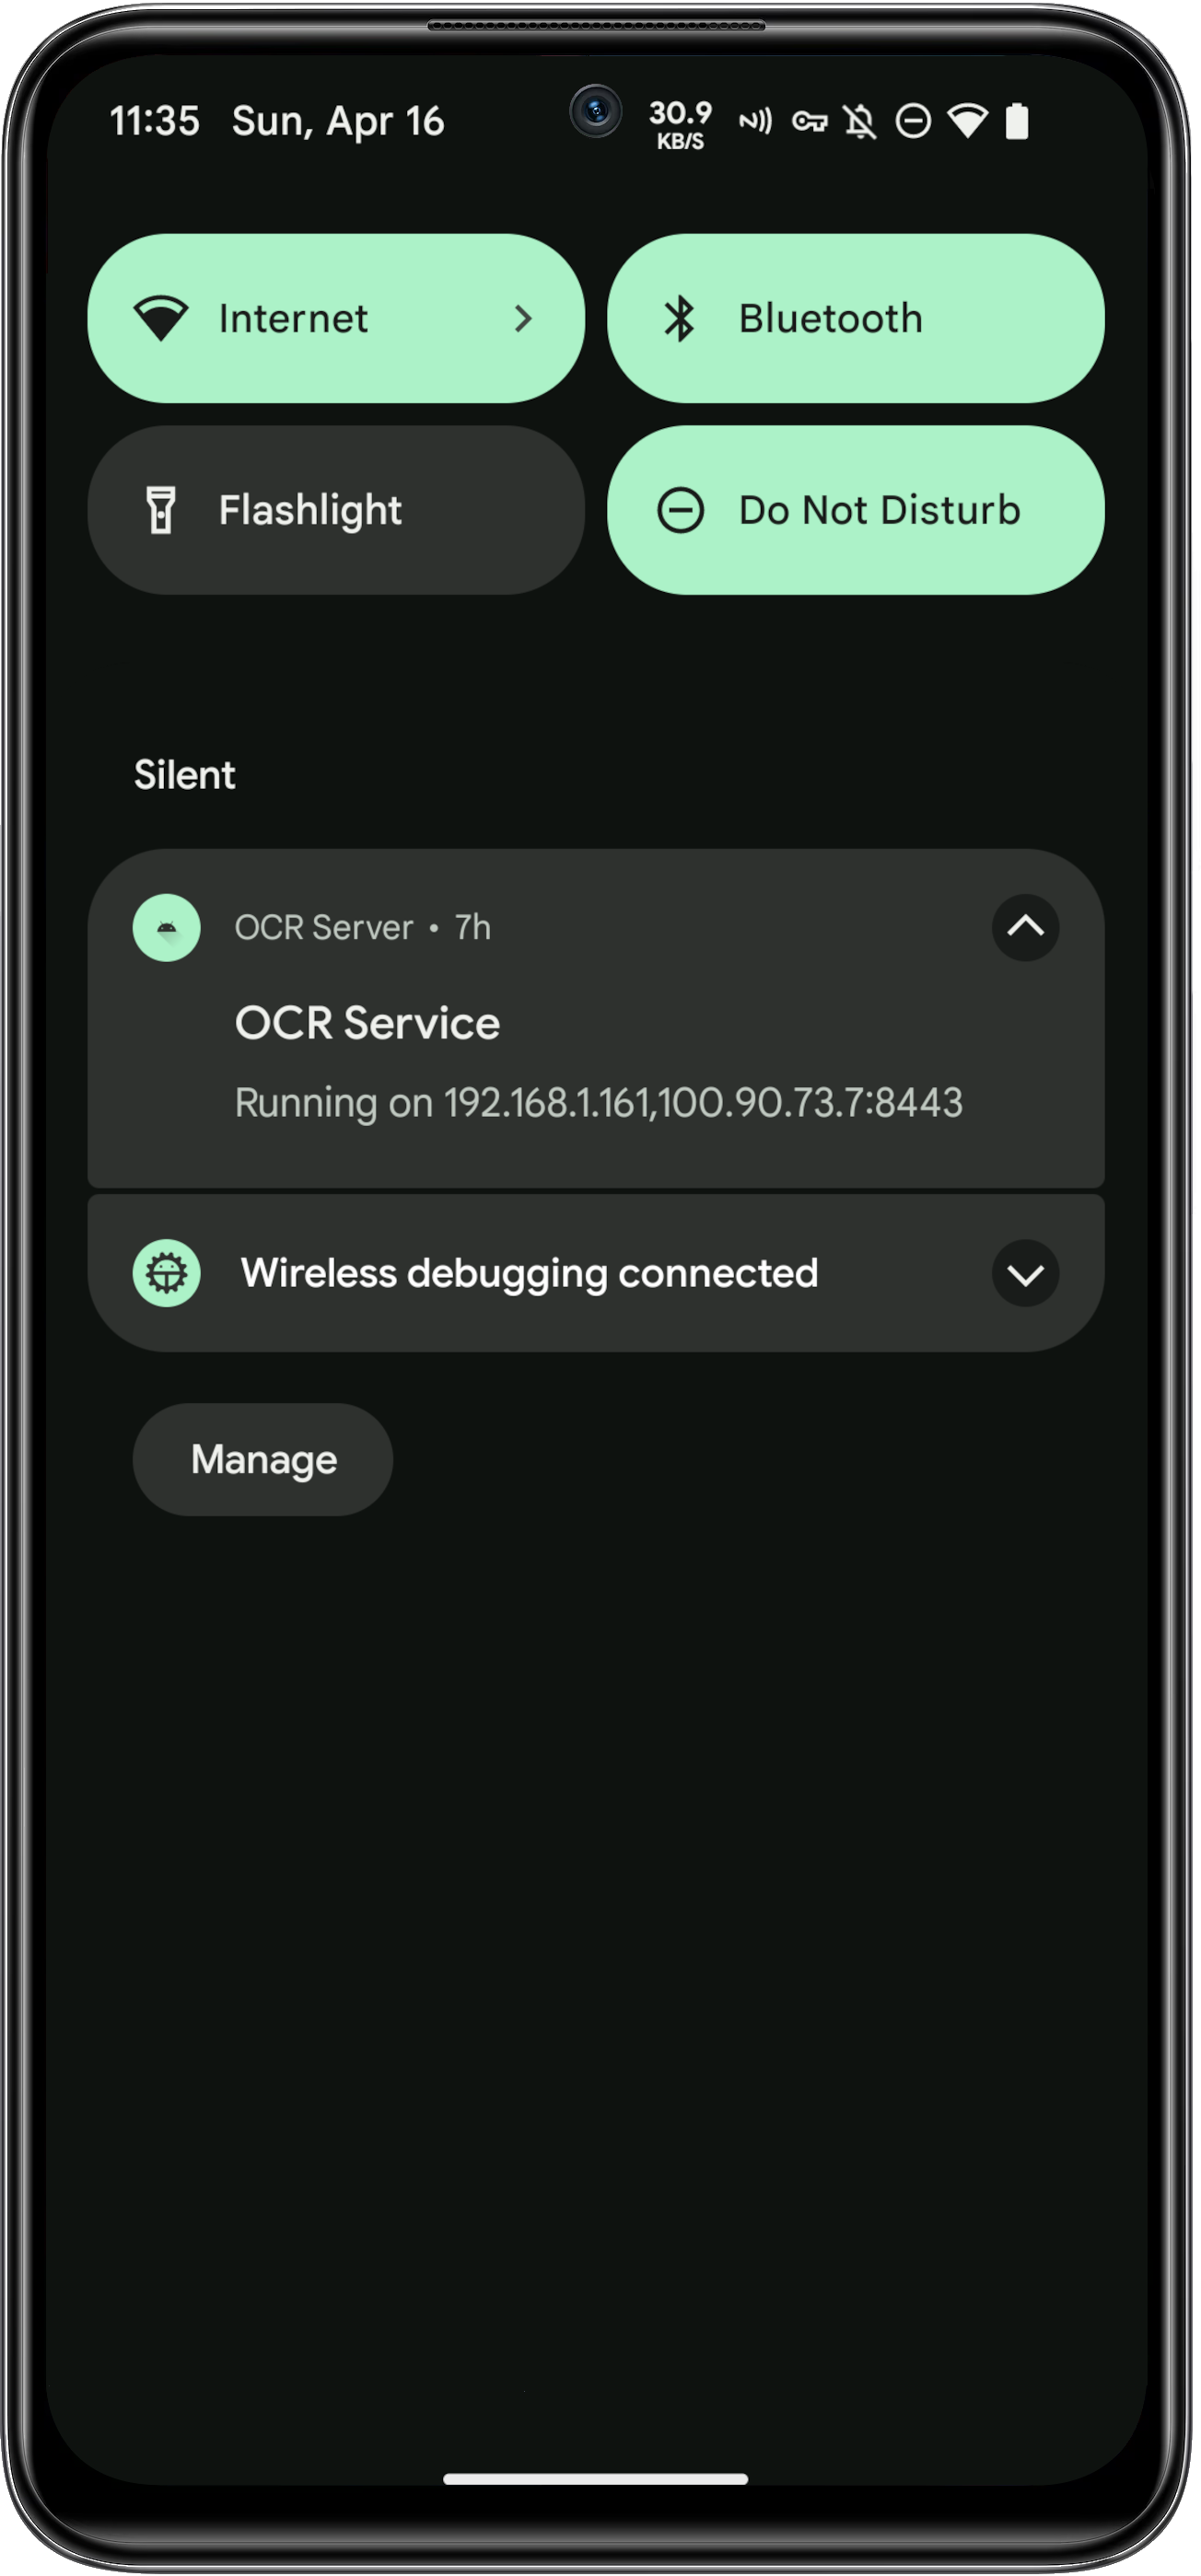 11:35 Sun, Apr 16 30.9 KB/S
Internet
Bluetooth
Flashlight
Do Not Disturb
Silent
OCR Server • 7h
OCR Service
Running on 192.168.1.161,100.90.73.7:8443
Wireless debugging connected
Manage